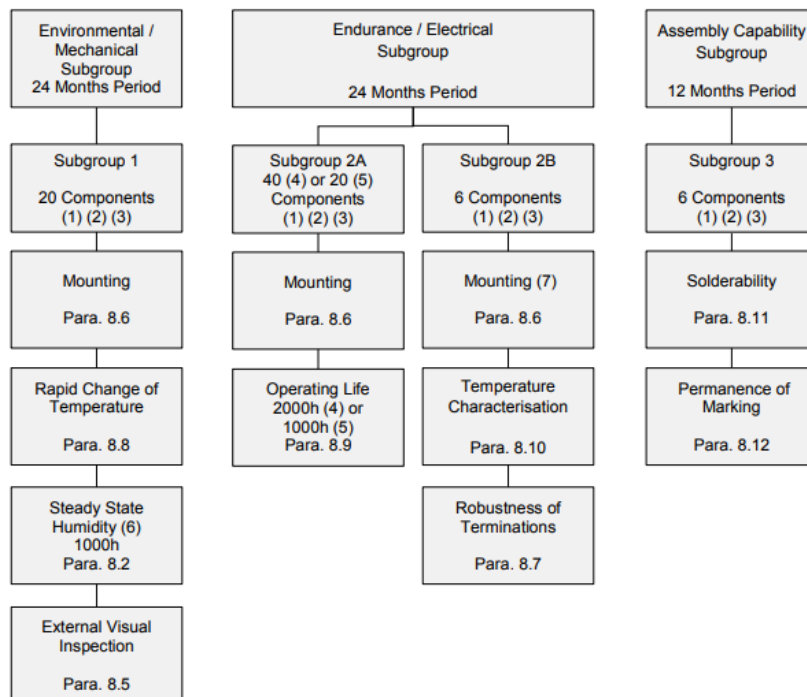 Environmental /
Mechanical
Subgroup
24 Months Period
Endurance / Electrical
Subgroup
24 Months Period
Assembly Capability
Subgroup
12 Months Period
Subgroup 1
20 Components
(1) (2) (3)
Subgroup 2A
40 (4) or 20 (5)
Components
(1) (2) (3)
Subgroup 2B
6 Components
(1) (2) (3)
Subgroup 3
6 Components
(1) (2) (3)
Mounting
Para. 8.6
Mounting
Para. 8.6
Mounting (7)
Para. 8.6
Solderability
Para. 8.11
Rapid Change of
Temperature
Para. 8.8
Operating Life
2000h (4) or
1000h (5)
Para. 8.9
Temperature
Characterisation
Para. 8.10
Permanence of
Marking
Para. 8.12
Steady State
Humidity (6)
1000h
Para. 8.2
Robustness of
Terminations
Para. 8.7
External Visual
Inspection
Para. 8.5